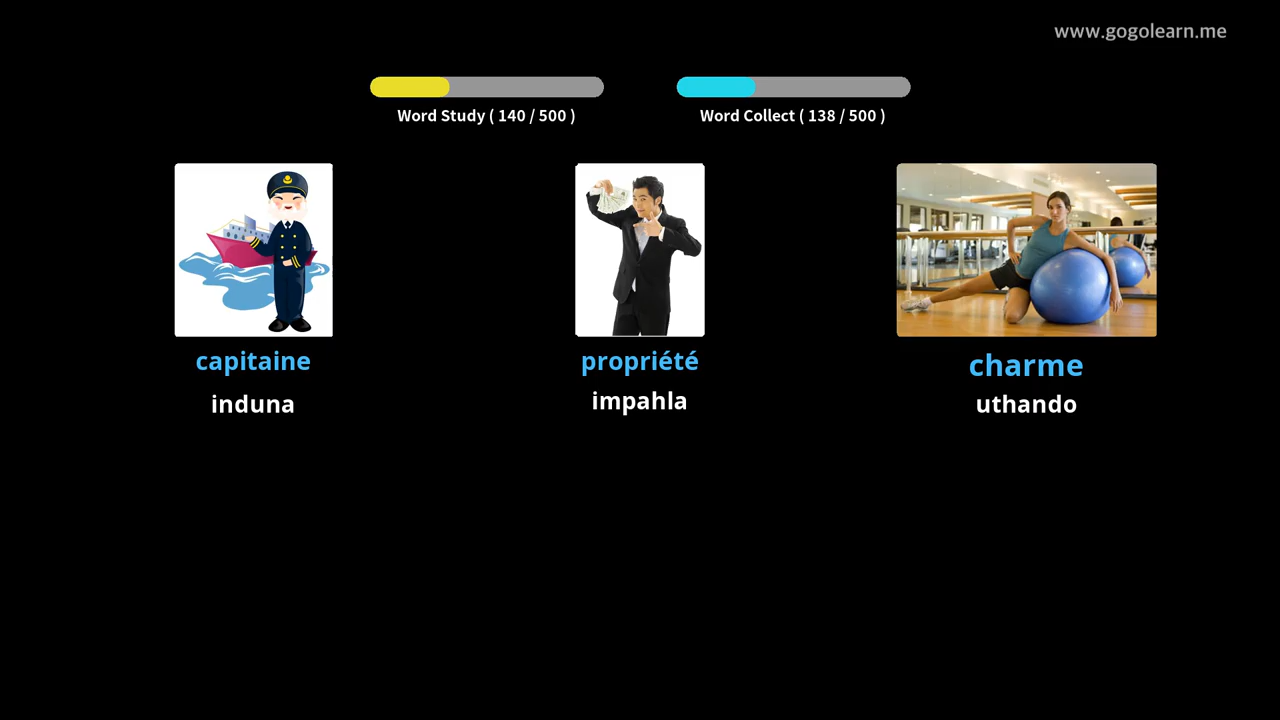 www.gogolearn.me
Word Study ( 140 / 500 )
Word Collect ( 138 / 500 )
capitaine
induna
propriété
impahla
charme
uthando